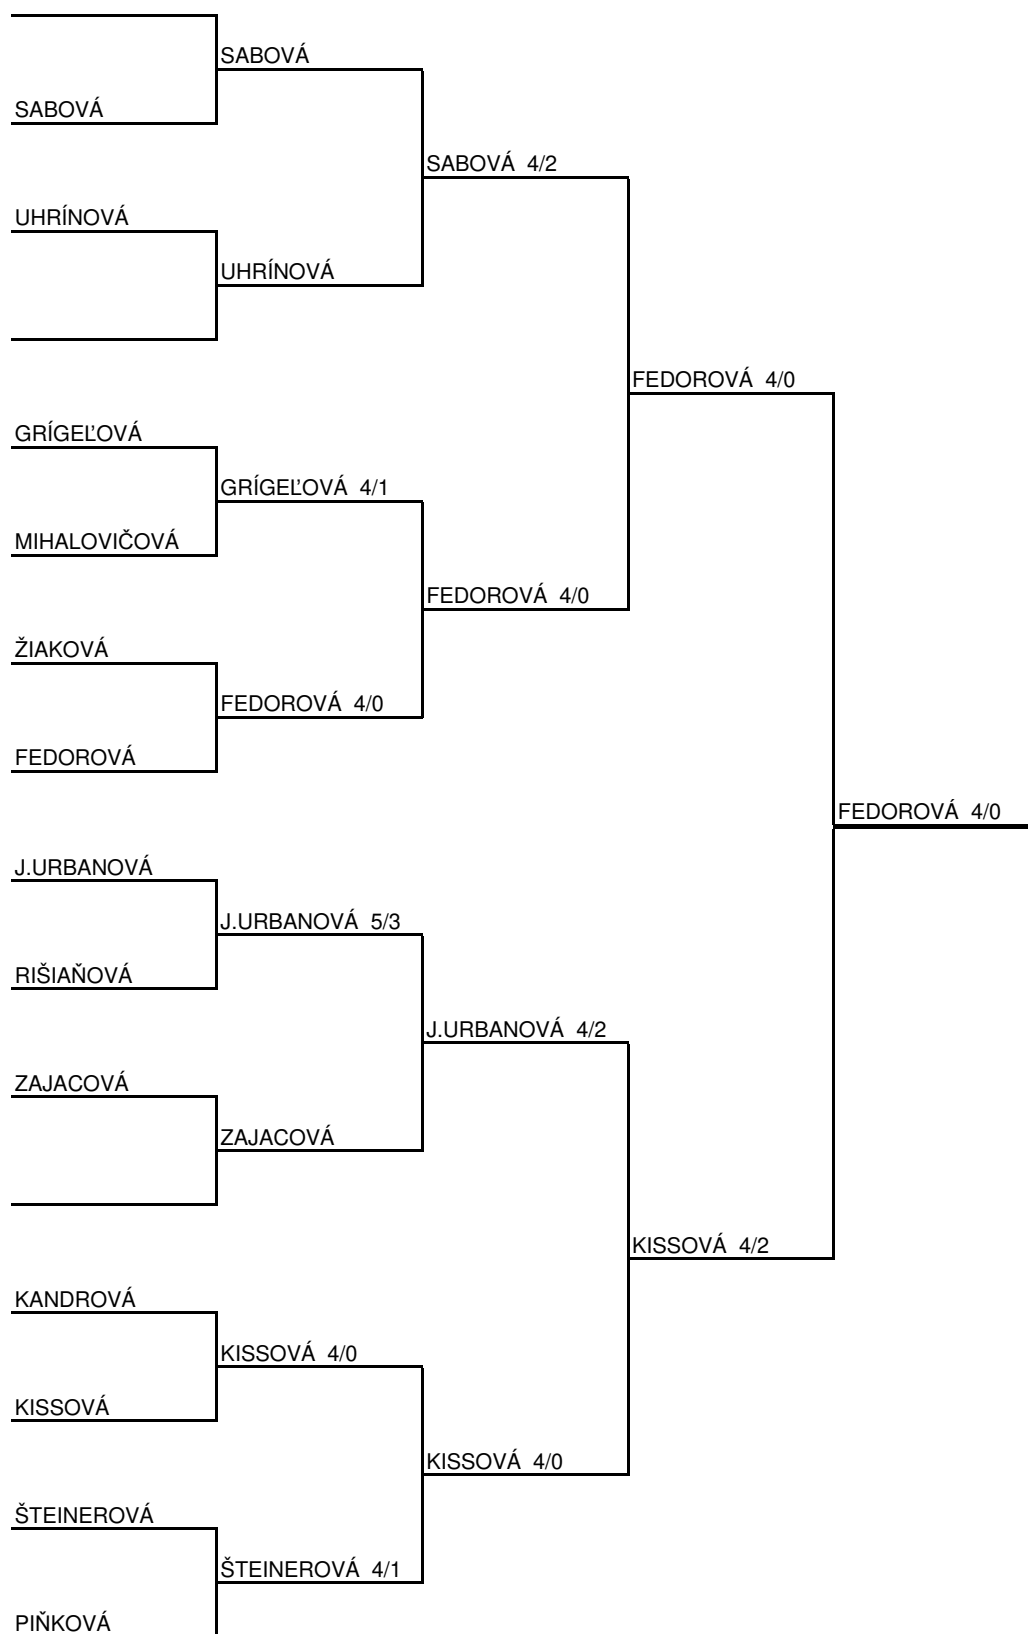 SABOVÁ
SABOVÁ
SABOVÁ 4/2
UHRÍNOVÁ
UHRÍNOVÁ
FEDOROVÁ 4/0
GRÍGEĽOVÁ
GRÍGEĽOVÁ 4/1
MIHALOVIČOVÁ
FEDOROVÁ 4/0
ŽIAKOVÁ
FEDOROVÁ 4/0
FEDOROVÁ
FEDOROVÁ 4/0
J.URBANOVÁ
J.URBANOVÁ 5/3
RIŠIAŇOVÁ
J.URBANOVÁ 4/2
ZAJACOVÁ
ZAJACOVÁ
KISSOVÁ 4/2
KANDROVÁ
KISSOVÁ 4/0
KISSOVÁ
KISSOVÁ 4/0
ŠTEINEROVÁ
ŠTEINEROVÁ 4/1
PIŇKOVÁ